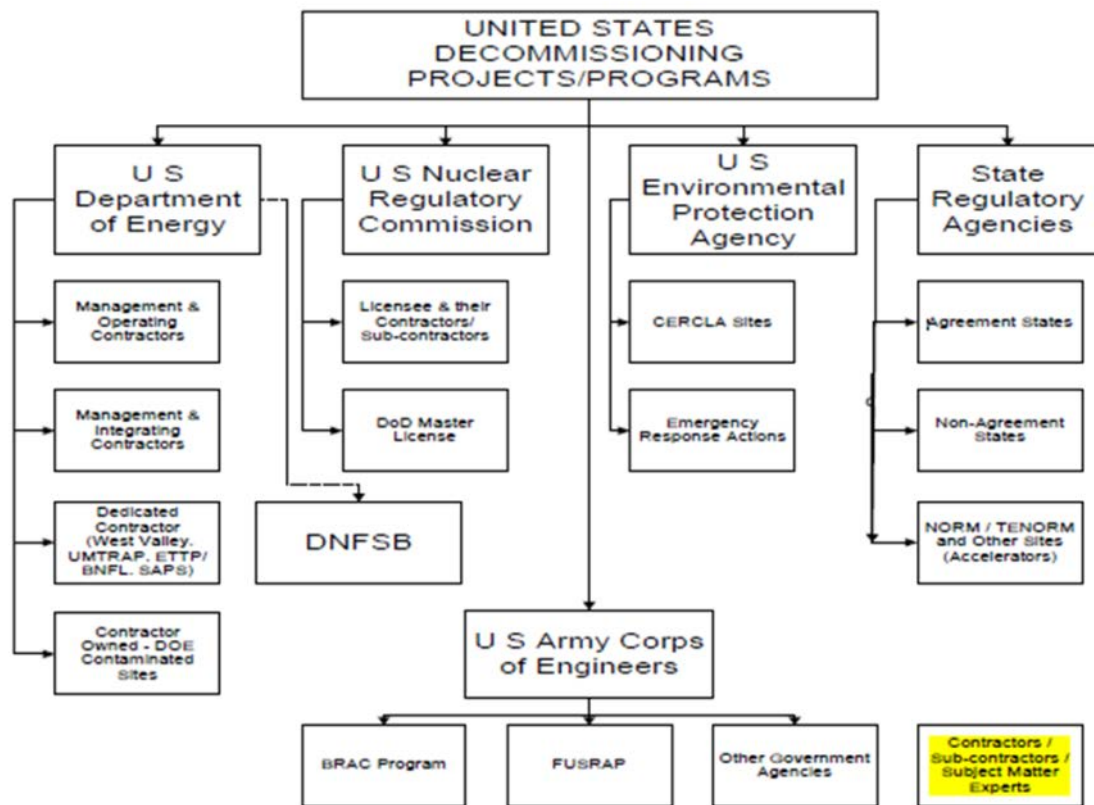 UNITED STATES
DECOMMISSIONING
PROJECTS/PROGRAMS
U S
Department
of Energy
U S Nuclear
Regulatory
Commission
U S
Environmental
Protection
Agency
State
Regulatory
Agencies
Management &
Operating
Contractors
Licensee & their
Contractors/
Sub-contractors
CERCLA Sites
Agreement States
Management &
Integrating
Contractors
DoD Master
License
Emergency
Response Actions
Non-Agreement
States
Dedicated
Contractor
(West Valley.
UMTRAP. ETTP/
BNFL. SAPS)
DNFSB
NORM / TENORM
and Other Sites
(Accelerators)
Contractor
Owned - DOE
Contaminated
Sites
U S Army Corps
of Engineers
BRAC Program
FUSRAP
Other Government
Agencies
Contractors /
Sub-contractors /
Subject Matter
Experts